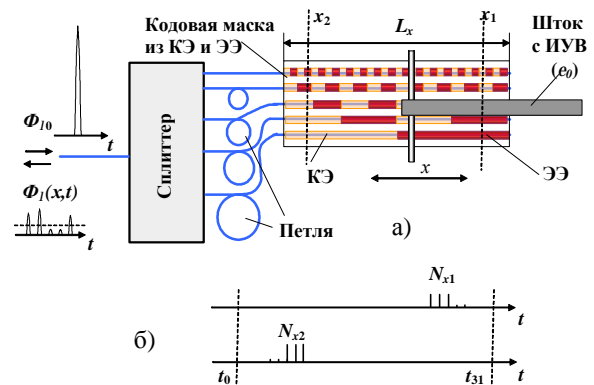 Кодовая маска
из КЭ и ЭЭ
x₂
Lₓ
x₁
Шток
с ИУВ
(e₀)
t
Φ₁₀
Φ₁(x,t)
t
Сплиттер
Петля
КЭ
x
ЭЭ
а)
Nₓ₁
t
б)
Nₓ₂
t₀
t₃₁
t